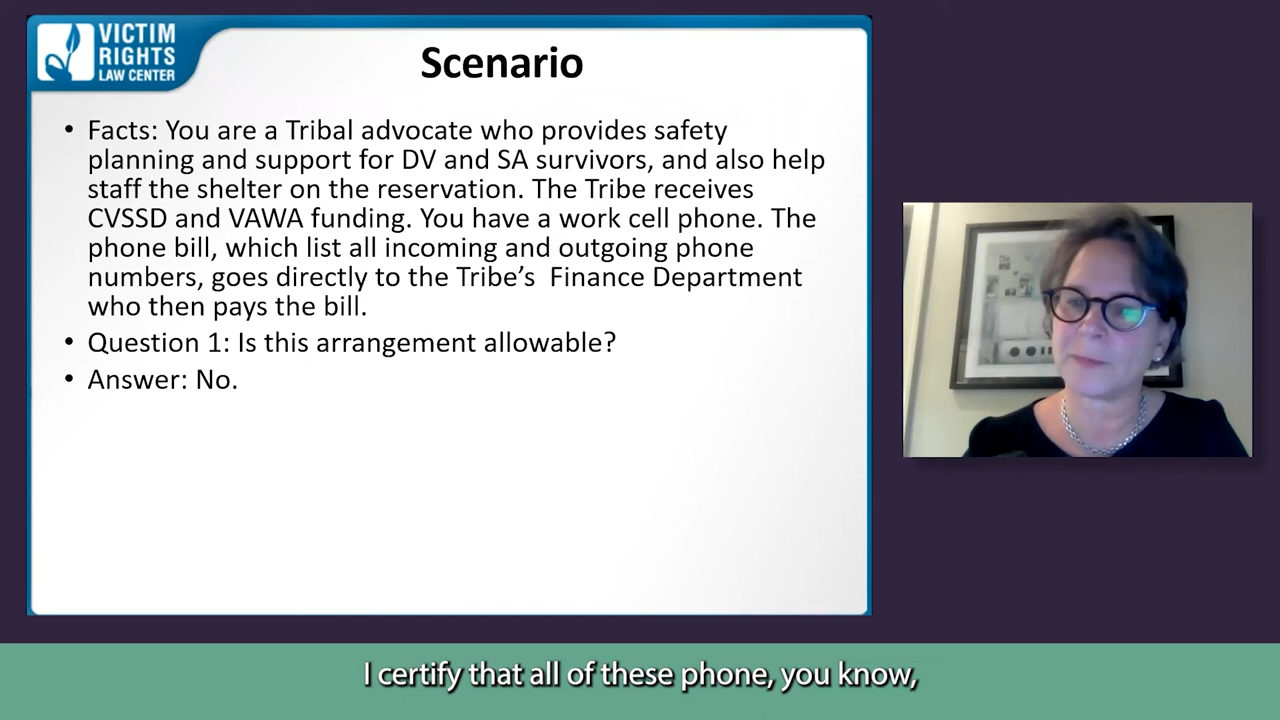 VICTIM
RIGHTS
LAW CENTER
Scenario
• Facts: You are a Tribal advocate who provides safety
planning and support for DV and SA survivors, and also help
staff the shelter on the reservation. The Tribe receives
CVSSD and VAWA funding. You have a work cell phone. The
phone bill, which list all incoming and outgoing phone
numbers, goes directly to the Tribe’s  Finance Department
who then pays the bill.
• Question 1: Is this arrangement allowable?
• Answer: No.
I certify that all of these phone, you know,